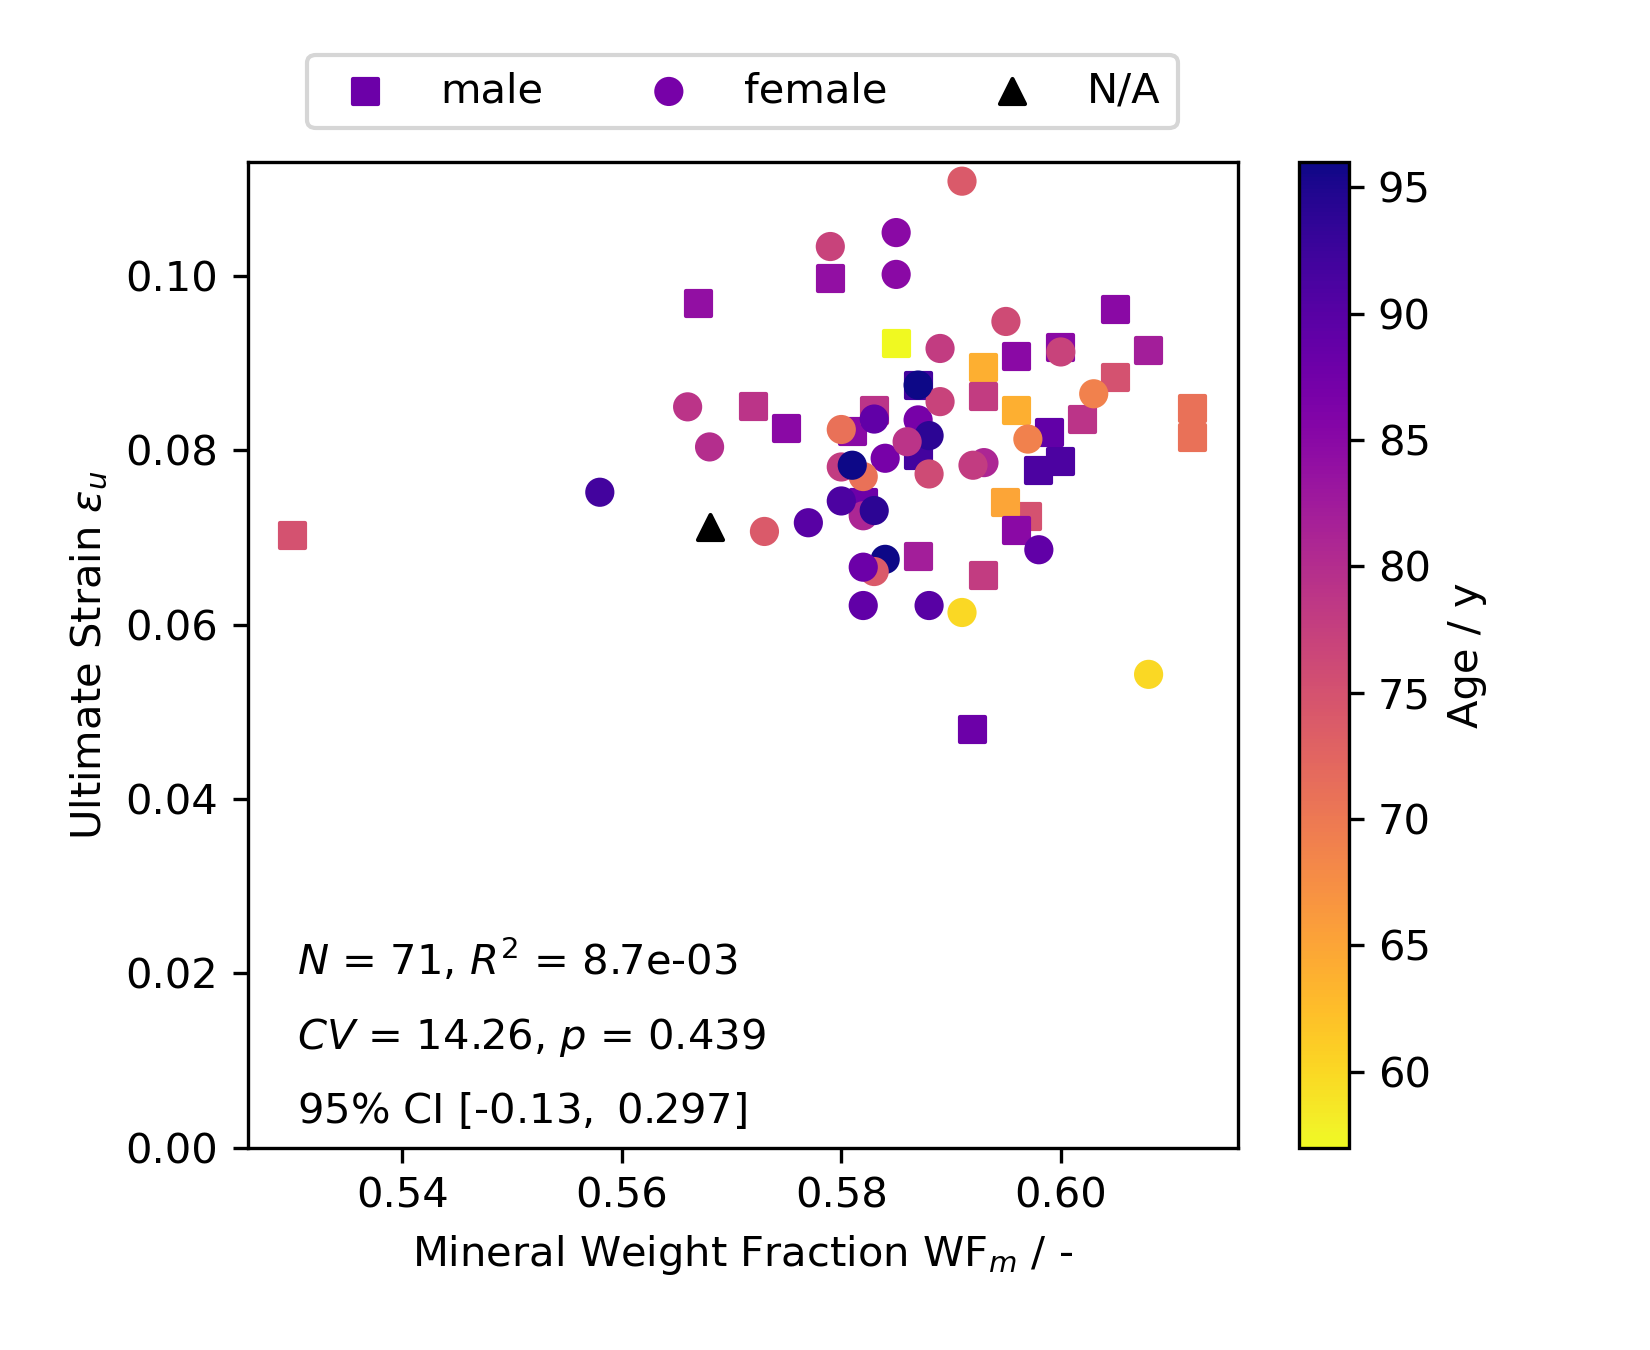 male female N/A
0.10
0.08
0.06
0.04
0.02
0.00
Ultimate Strain εu
N = 71, R² = 8.7e-03
CV = 14.26, p = 0.439
95% CI [-0.13, 0.297]
0.54 0.56 0.58 0.60
Mineral Weight Fraction WFm / -
95
90
85
80
75
70
65
60
Age / y